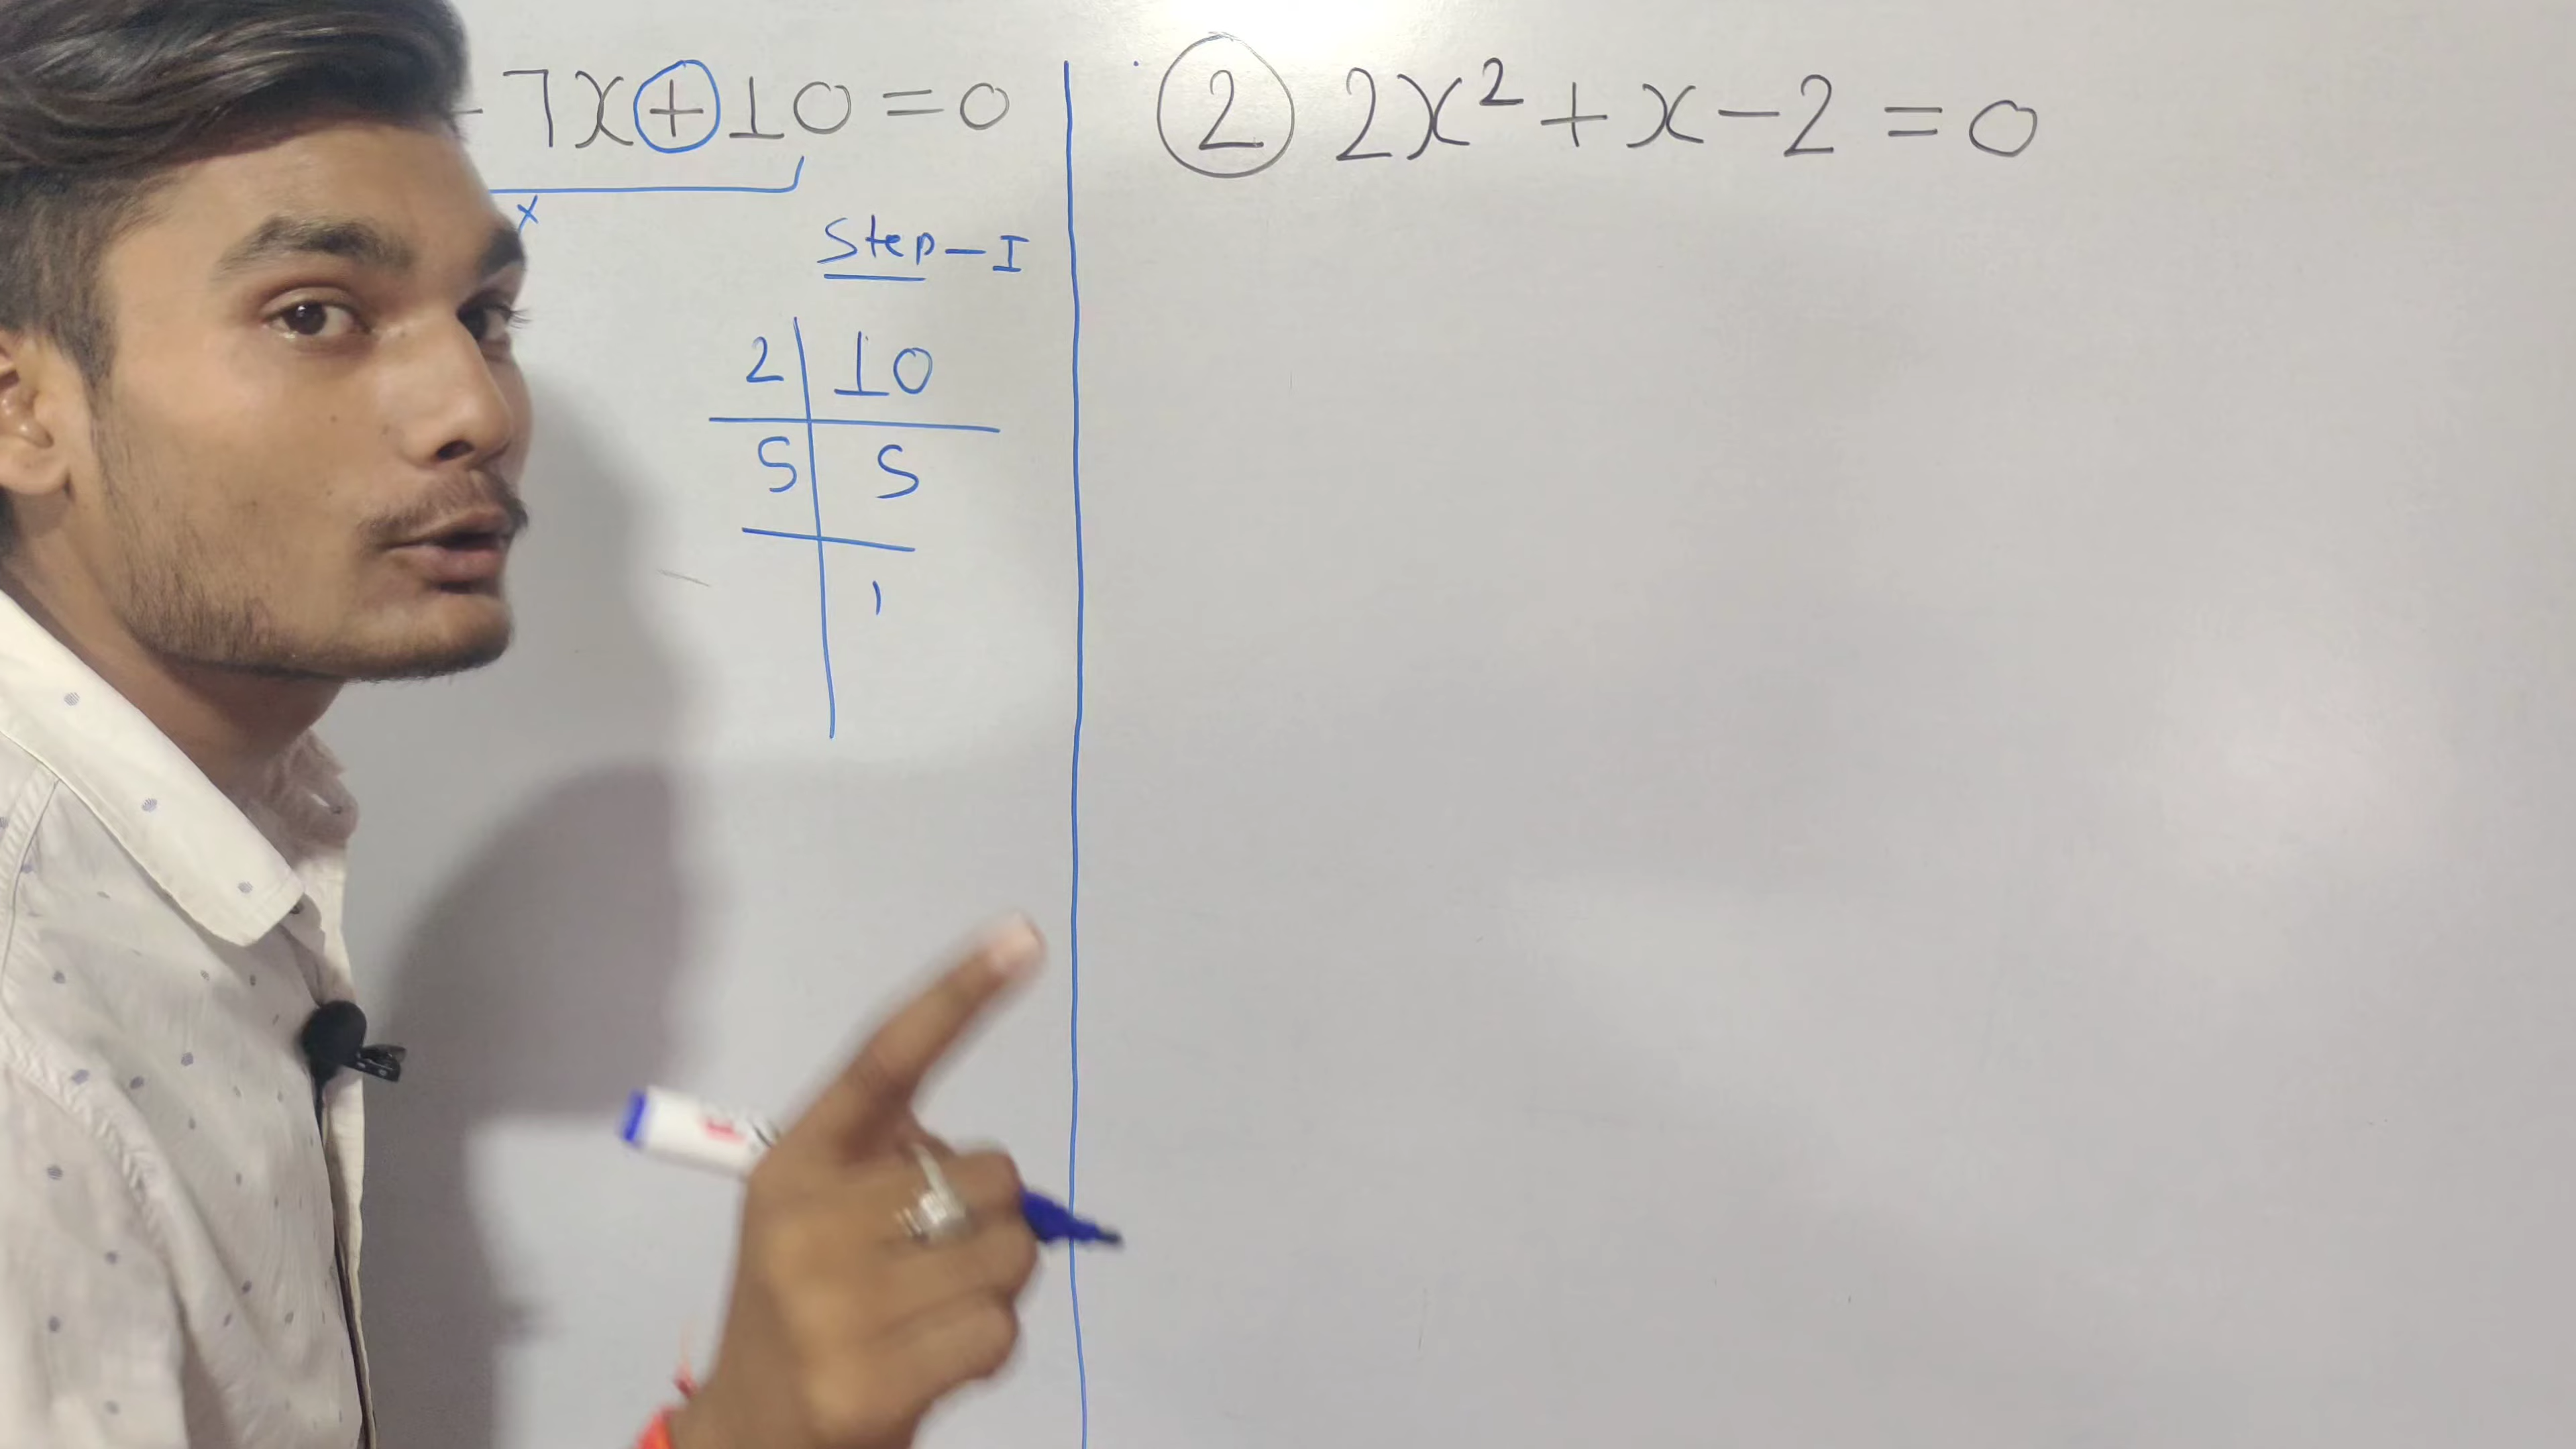 - 7x + 10 = 0
x
Step - I
2 | 10
5 | 5
1
② 2x² + x - 2 = 0